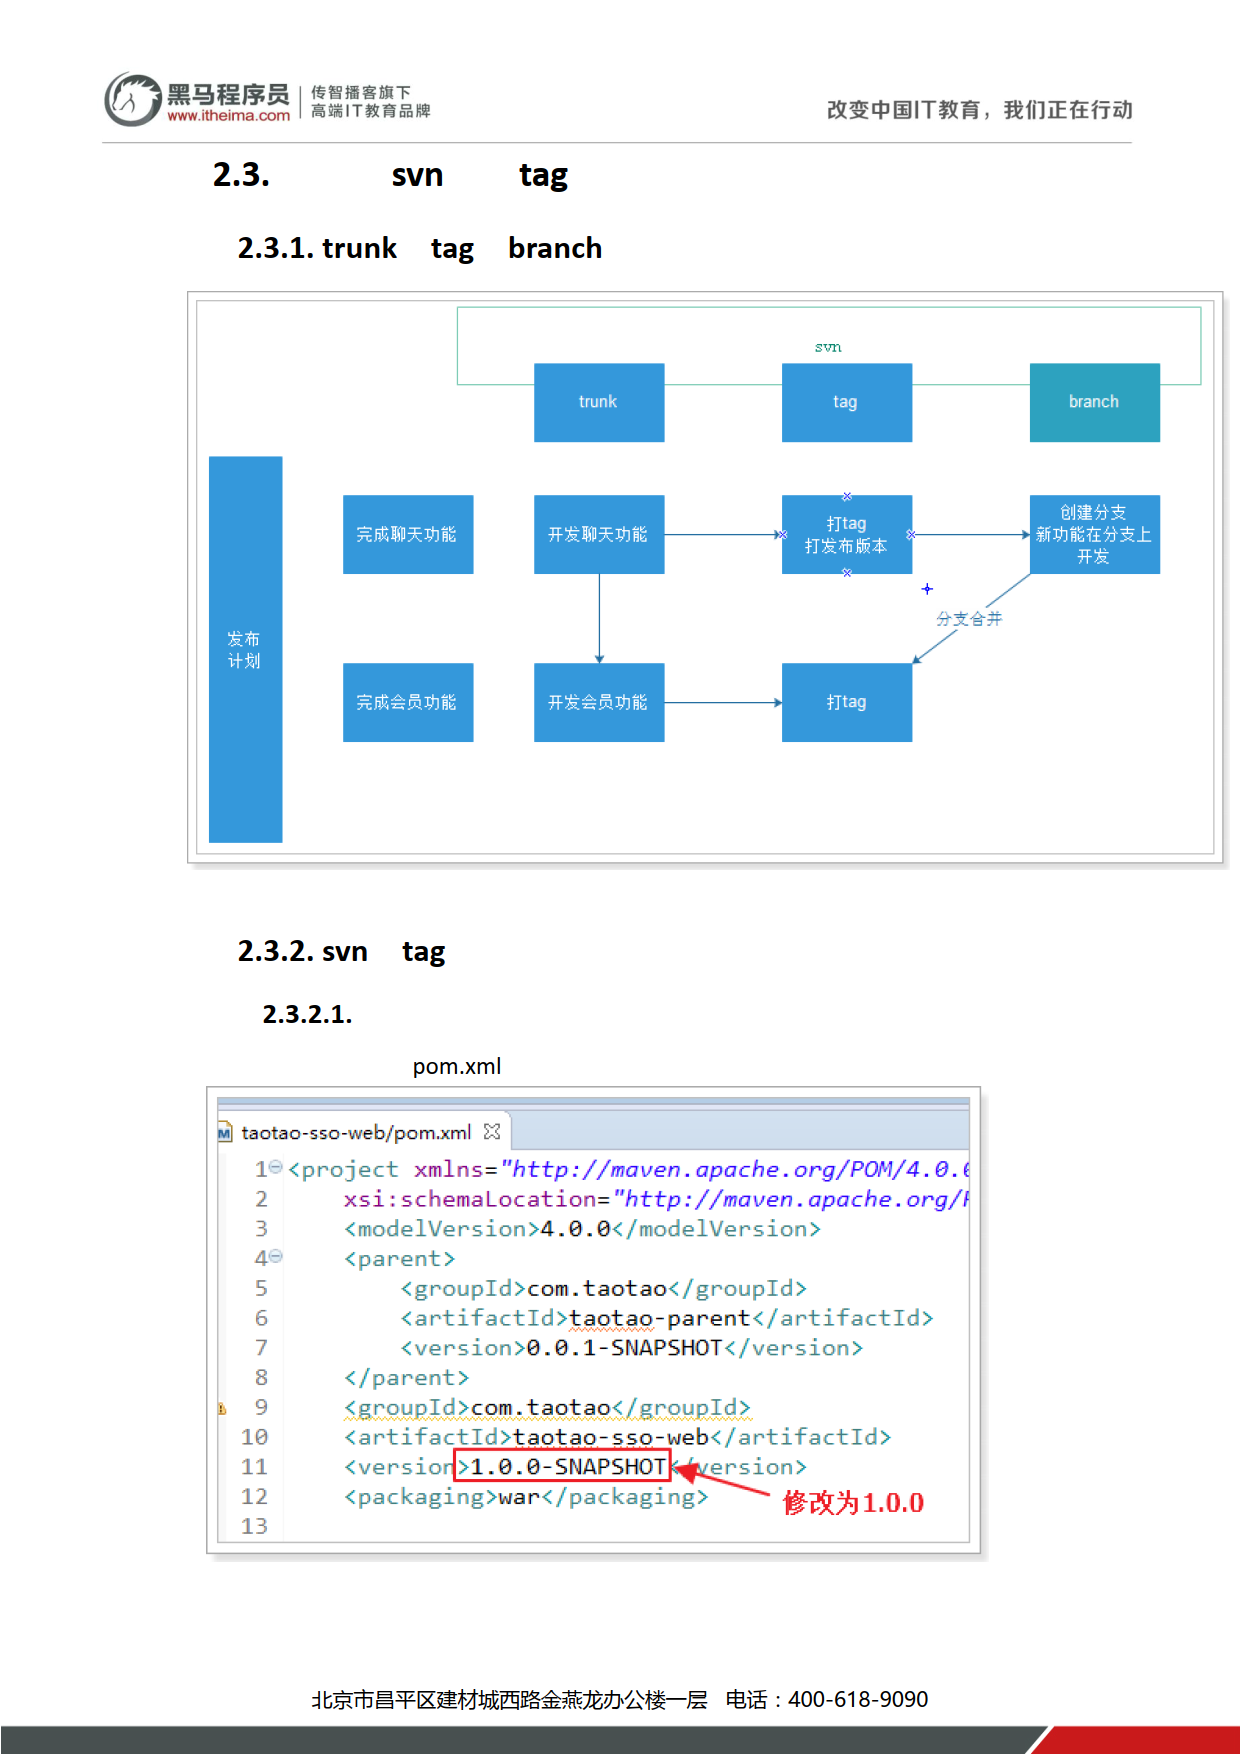 黑马程序员
www.itheima.com
传智播客旗下
高端IT教育品牌
改变中国IT教育，我们正在行动
2.3. svn tag
2.3.1. trunk tag branch
svn
trunk
tag
branch
发布
计划
完成聊天功能
开发聊天功能
打tag
打发布版本
创建分支
新功能在分支上
开发
分支合并
完成会员功能
开发会员功能
打tag
2.3.2. svn tag
2.3.2.1.
pom.xml
taotao-sso-web/pom.xml
1 <project xmlns="http://maven.apache.org/POM/4.0.0
2 xsi:schemaLocation="http://maven.apache.org/
3 <modelVersion>4.0.0</modelVersion>
4 <parent>
5 <groupId>com.taotao</groupId>
6 <artifactId>taotao-parent</artifactId>
7 <version>0.0.1-SNAPSHOT</version>
8 </parent>
9 <groupId>com.taotao</groupId>
10 <artifactId>taotao-sso-web</artifactId>
11 <version>1.0.0-SNAPSHOT</version>
12 <packaging>war</packaging>
修改为1.0.0
13
北京市昌平区建材城西路金燕龙办公楼一层 电话：400-618-9090